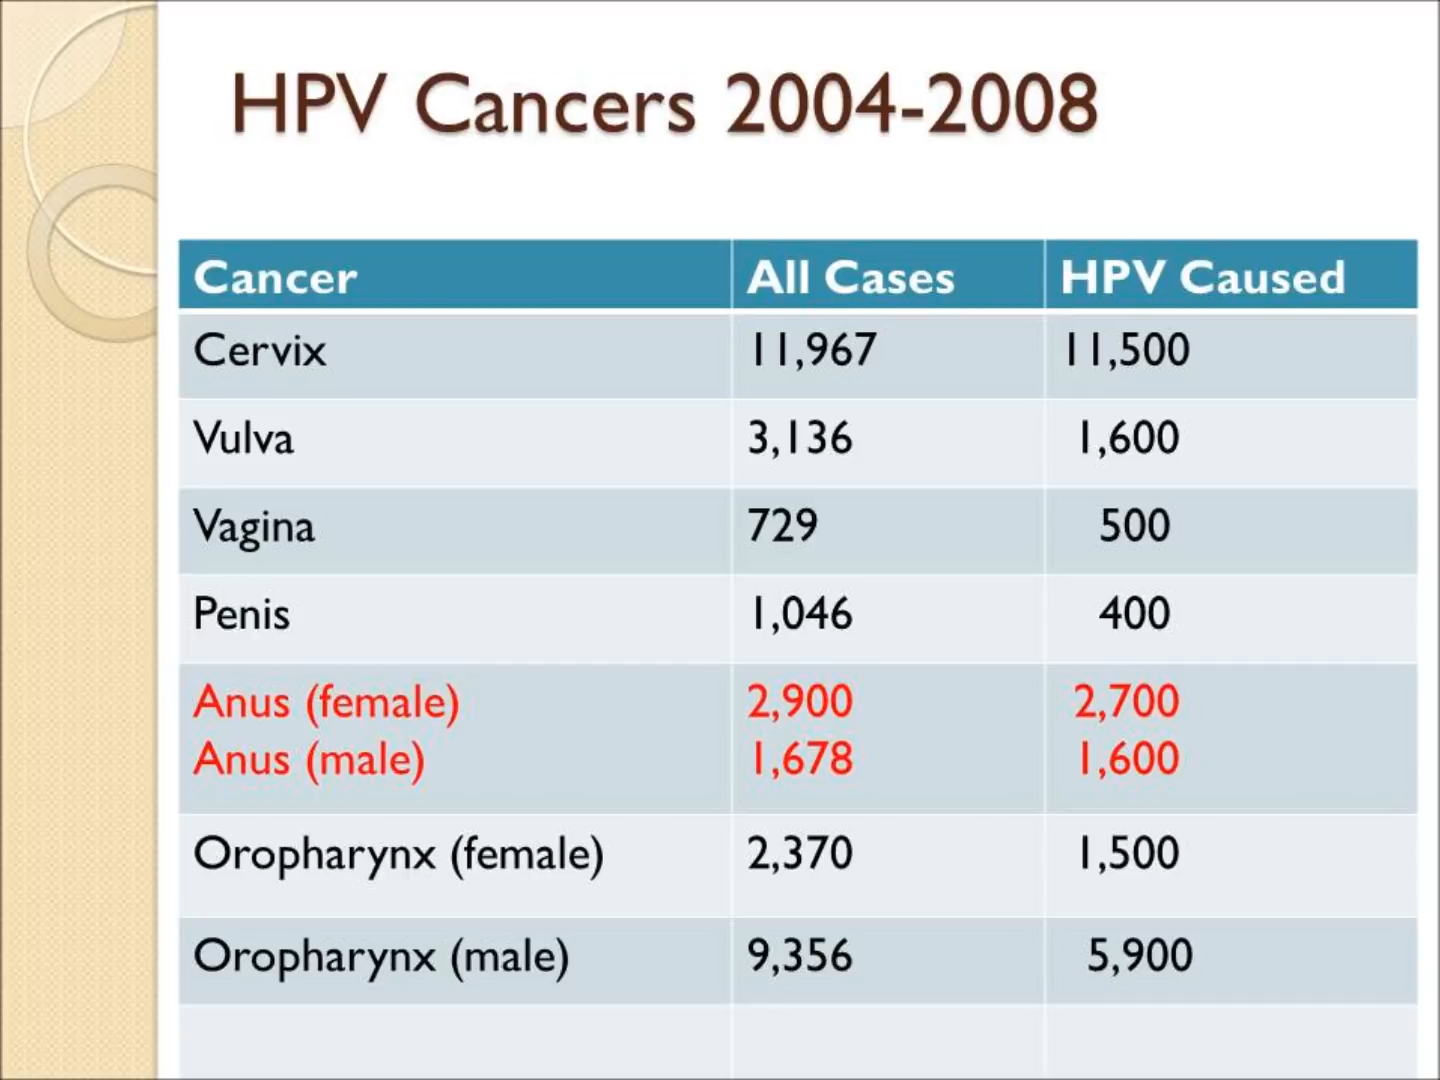 HPV Cancers 2004-2008
Cancer All Cases HPV Caused
Cervix 11,967 11,500
Vulva 3,136 1,600
Vagina 729 500
Penis 1,046 400
Anus (female) 2,900 2,700
Anus (male) 1,678 1,600
Oropharynx (female) 2,370 1,500
Oropharynx (male) 9,356 5,900